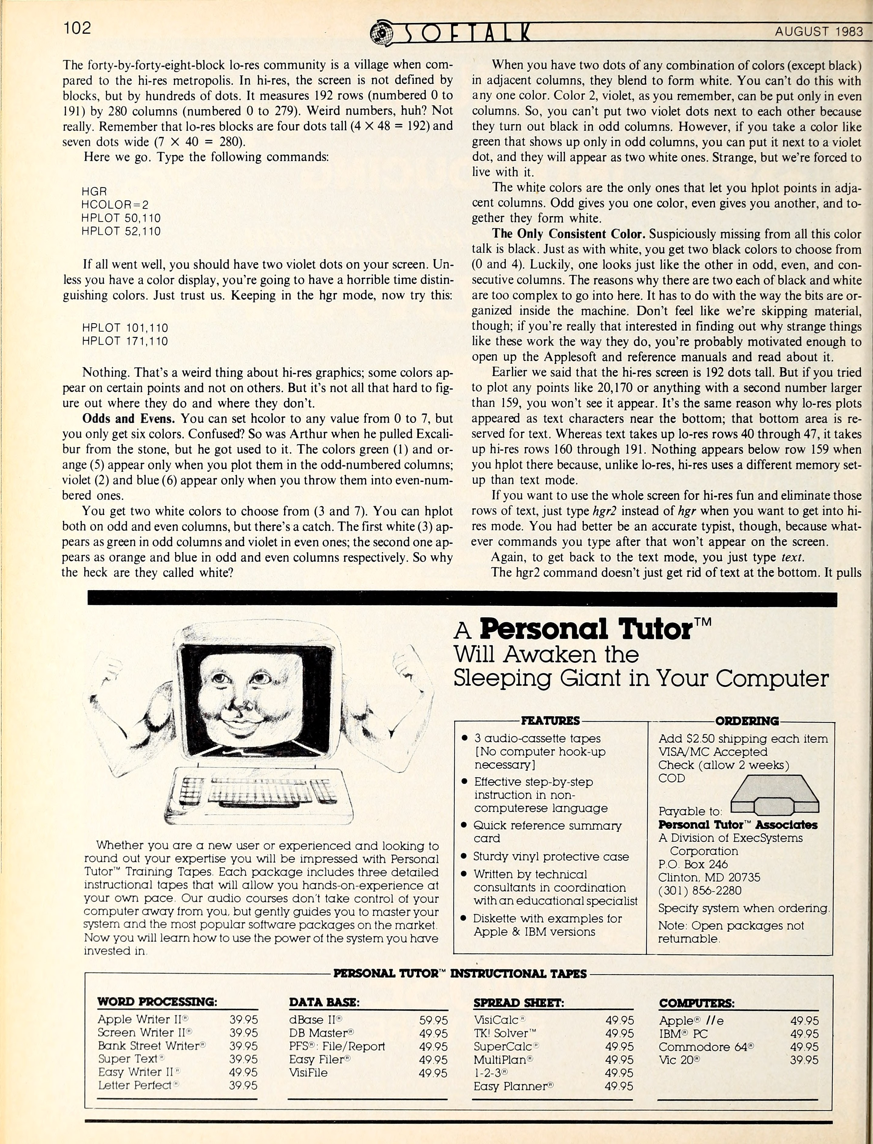 102
SOFTALK
AUGUST 1983
The forty-by-forty-eight-block lo-res community is a village when com-
pared to the hi-res metropolis. In hi-res, the screen is not defined by
blocks, but by hundreds of dots. It measures 192 rows (numbered 0 to
191) by 280 columns (numbered 0 to 279). Weird numbers, huh? Not
really. Remember that lo-res blocks are four dots tall (4 × 48 = 192) and
seven dots wide (7 × 40 = 280).
Here we go. Type the following commands:
HGR
HCOLOR=2
HPLOT 50,110
HPLOT 52,110
If all went well, you should have two violet dots on your screen. Un-
less you have a color display, you're going to have a horrible time distin-
guishing colors. Just trust us. Keeping in the hgr mode, now try this:
HPLOT 101,110
HPLOT 171,110
Nothing. That's a weird thing about hi-res graphics; some colors ap-
pear on certain points and not on others. But it's not all that hard to fig-
ure out where they do and where they don't.
Odds and Evens. You can set hcolor to any value from 0 to 7, but
you only get six colors. Confused? So was Arthur when he pulled Excali-
bur from the stone, but he got used to it. The colors green (1) and or-
ange (5) appear only when you plot them in the odd-numbered columns;
violet (2) and blue (6) appear only when you throw them into even-num-
bered ones.
You get two white colors to choose from (3 and 7). You can hplot
both on odd and even columns, but there's a catch. The first white (3) ap-
pears as green in odd columns and violet in even ones; the second one ap-
pears as orange and blue in odd and even columns respectively. So why
the heck are they called white?
When you have two dots of any combination of colors (except black)
in adjacent columns, they blend to form white. You can't do this with
any one color. Color 2, violet, as you remember, can be put only in even
columns. So, you can't put two violet dots next to each other because
they turn out black in odd columns. However, if you take a color like
green that shows up only in odd columns, you can put it next to a violet
dot, and they will appear as two white ones. Strange, but we're forced to
live with it.
The white colors are the only ones that let you hplot points in adja-
cent columns. Odd gives you one color, even gives you another, and to-
gether they form white.
The Only Consistent Color. Suspiciously missing from all this color
talk is black. Just as with white, you get two black colors to choose from
(0 and 4). Luckily, one looks just like the other in odd, even, and con-
secutive columns. The reasons why there are two each of black and white
are too complex to go into here. It has to do with the way the bits are or-
ganized inside the machine. Don't feel like we're skipping material,
though; if you're really that interested in finding out why strange things
like these work the way they do, you're probably motivated enough to
open up the Applesoft and reference manuals and read about it.
Earlier we said that the hi-res screen is 192 dots tall. But if you tried
to plot any points like 20,170 or anything with a second number larger
than 159, you won't see it appear. It's the same reason why lo-res plots
appeared as text characters near the bottom; that bottom area is re-
served for text. Whereas text takes up lo-res rows 40 through 47, it takes
up hi-res rows 160 through 191. Nothing appears below row 159 when
you hplot there because, unlike lo-res, hi-res uses a different memory set-
up than text mode.
If you want to use the whole screen for hi-res fun and eliminate those
rows of text, just type hgr2 instead of hgr when you want to get into hi-
res mode. You had better be an accurate typist, though, because what-
ever commands you type after that won't appear on the screen.
Again, to get back to the text mode, you just type text.
The hgr2 command doesn't just get rid of text at the bottom. It pulls
A Personal Tutor™
Will Awaken the
Sleeping Giant in Your Computer
Whether you are a new user or experienced and looking to
round out your expertise you will be impressed with Personal
Tutor™ Training Tapes. Each package includes three detailed
instructional tapes that will allow you hands-on-experience at
your own pace. Our audio courses don't take control of your
computer away from you, but gently guides you to master your
system and the most popular software packages on the market.
Now you will learn how to use the power of the system you have
invested in.
FEATURES
• 3 audio-cassette tapes
[No computer hook-up
necessary]
• Effective step-by-step
instruction in non-
computerese language
• Quick reference summary
card
• Sturdy vinyl protective case
• Written by technical
consultants in coordination
with an educational specialist
• Diskette with examples for
Apple & IBM versions
ORDERING
Add $2.50 shipping each item
VISA/MC Accepted
Check (allow 2 weeks)
COD
Payable to:
Personal Tutor™ Associates
A Division of ExecSystems
Corporation
P.O. Box 246
Clinton, MD 20735
(301) 856-2280
Specify system when ordering.
Note: Open packages not
returnable.
PERSONAL TUTOR™ INSTRUCTIONAL TAPES
WORD PROCESSING:
Apple Writer II® 39.95
Screen Writer II® 39.95
Bank Street Writer® 39.95
Super Text® 39.95
Easy Writer II® 49.95
Letter Perfect® 39.95
DATA BASE:
dBase II® 59.95
DB Master® 49.95
PFS®: File/Report 49.95
Easy Filer® 49.95
VisiFile 49.95
SPREAD SHEET:
VisiCalc® 49.95
TK! Solver™ 49.95
SuperCalc® 49.95
MultiPlan® 49.95
1-2-3® 49.95
Easy Planner® 49.95
COMPUTERS:
Apple® //e 49.95
IBM® PC 49.95
Commodore 64® 49.95
Vic 20® 39.95